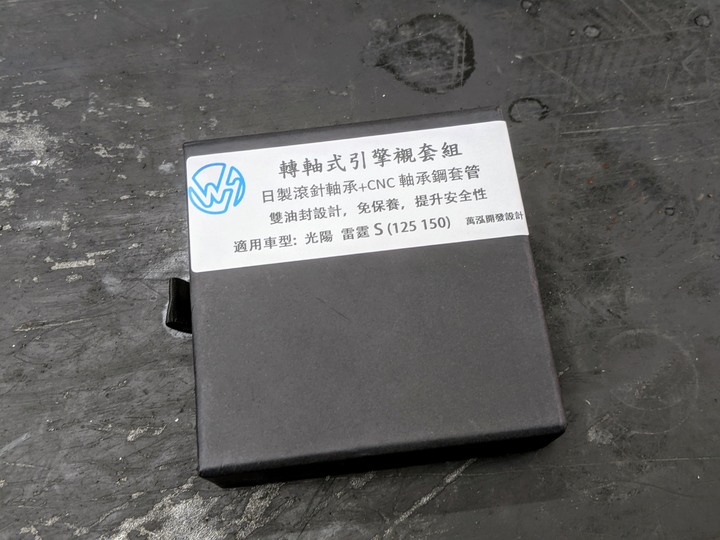 轉軸式引擎襯套組
日製滾針軸承+CNC 軸承鋼套管
雙油封設計，免保養，提升安全性
適用車型: 光陽 雷霆 S (125 150) 萬泓開發設計